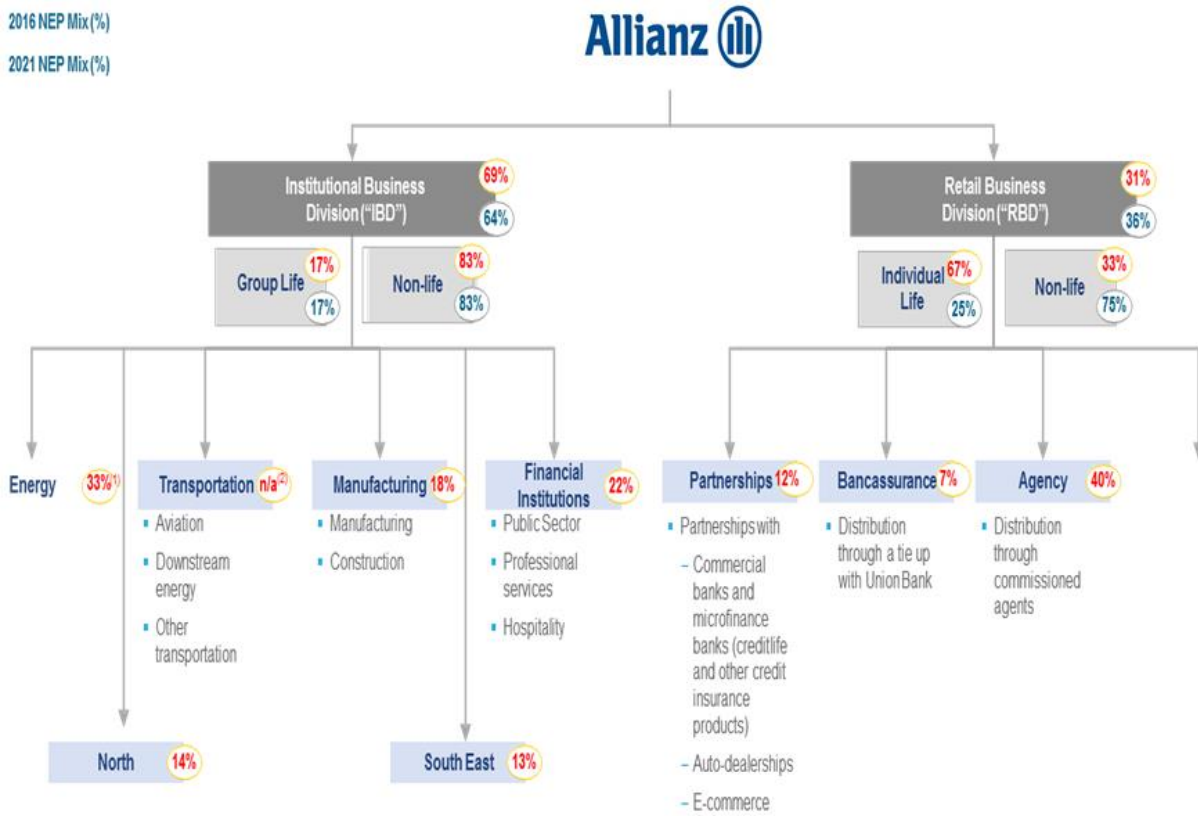 2016 NEP Mix (%)
2021 NEP Mix (%)
Allianz
Institutional Business
Division ("IBD")
69%
64%
Retail Business
Division ("RBD")
31%
36%
Group Life
17%
17%
Non-life
83%
83%
Individual
Life
67%
25%
Non-life
33%
75%
Energy 33%(1)
Transportation n/a(2)
▪ Aviation
▪ Downstream
energy
▪ Other
transportation
Manufacturing 18%
▪ Manufacturing
▪ Construction
Financial
Institutions 22%
▪ Public Sector
▪ Professional
services
▪ Hospitality
Partnerships 12%
▪ Partnerships with
– Commercial
banks and
microfinance
banks (creditlife
and other credit
insurance
products)
– Auto-dealerships
– E-commerce
Bancassurance 7%
▪ Distribution
through a tie up
with Union Bank
Agency 40%
▪ Distribution
through
commissioned
agents
North 14%
South East 13%